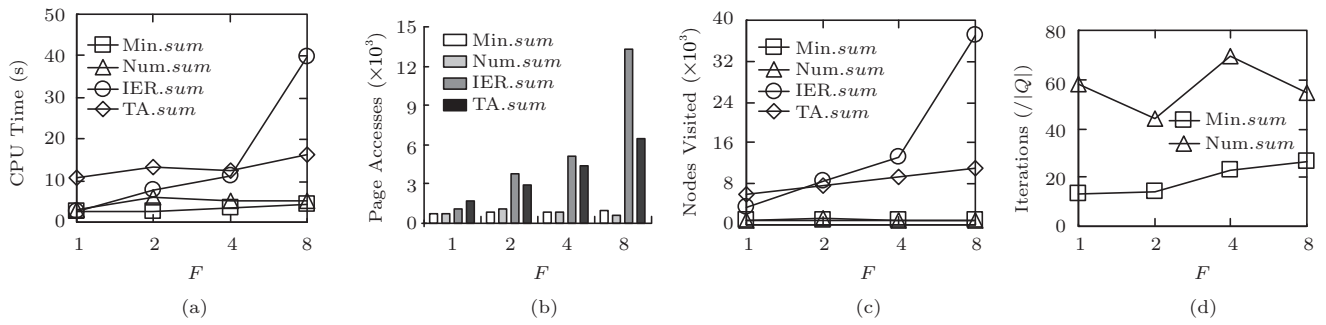 CPU Time (s)
50
40
30
20
10
0
Min.sum
Num.sum
IER.sum
TA.sum
1 2 4 8
F
(a)
Page Accesses (×10³)
15
12
9
6
3
0
Min.sum
Num.sum
IER.sum
TA.sum
1 2 4 8
F
(b)
Nodes Visited (×10³)
40
32
24
16
8
0
Min.sum
Num.sum
IER.sum
TA.sum
1 2 4 8
F
(c)
Iterations (/|Q|)
80
60
40
20
0
Min.sum
Num.sum
1 2 4 8
F
(d)